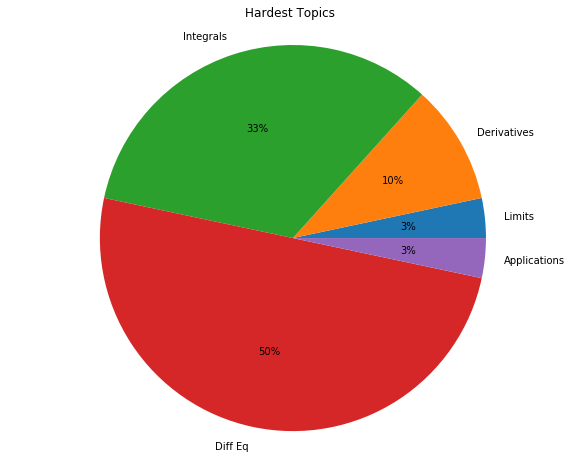 Hardest Topics
Integrals
33%
Derivatives
10%
Limits
3%
3%
Applications
50%
Diff Eq